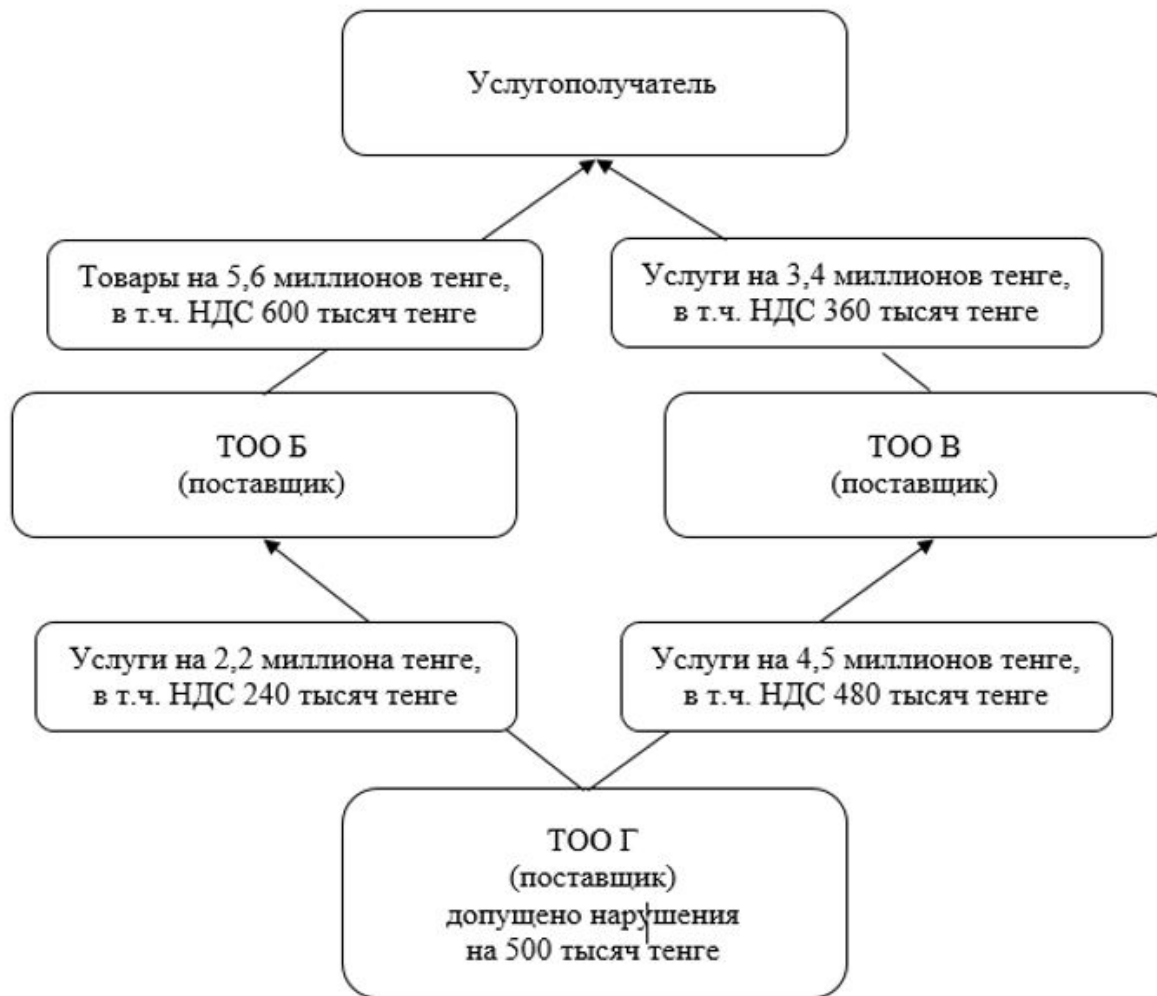 Услугополучатель
Товары на 5,6 миллионов тенге,
в т.ч. НДС 600 тысяч тенге
Услуги на 3,4 миллионов тенге,
в т.ч. НДС 360 тысяч тенге
ТОО Б
(поставщик)
ТОО В
(поставщик)
Услуги на 2,2 миллиона тенге,
в т.ч. НДС 240 тысяч тенге
Услуги на 4,5 миллионов тенге,
в т.ч. НДС 480 тысяч тенге
ТОО Г
(поставщик)
допущено нарушения
на 500 тысяч тенге